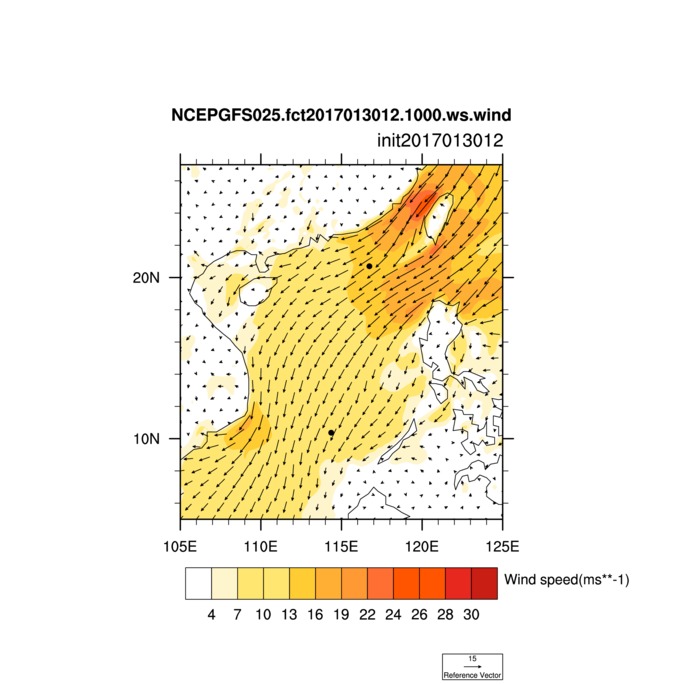 NCEPGFS025.fct2017013012.1000.ws.wind
init2017013012
20N
10N
105E 110E 115E 120E 125E
Wind speed(ms**-1)
4 7 10 13 16 19 22 24 26 28 30
15
Reference Vector